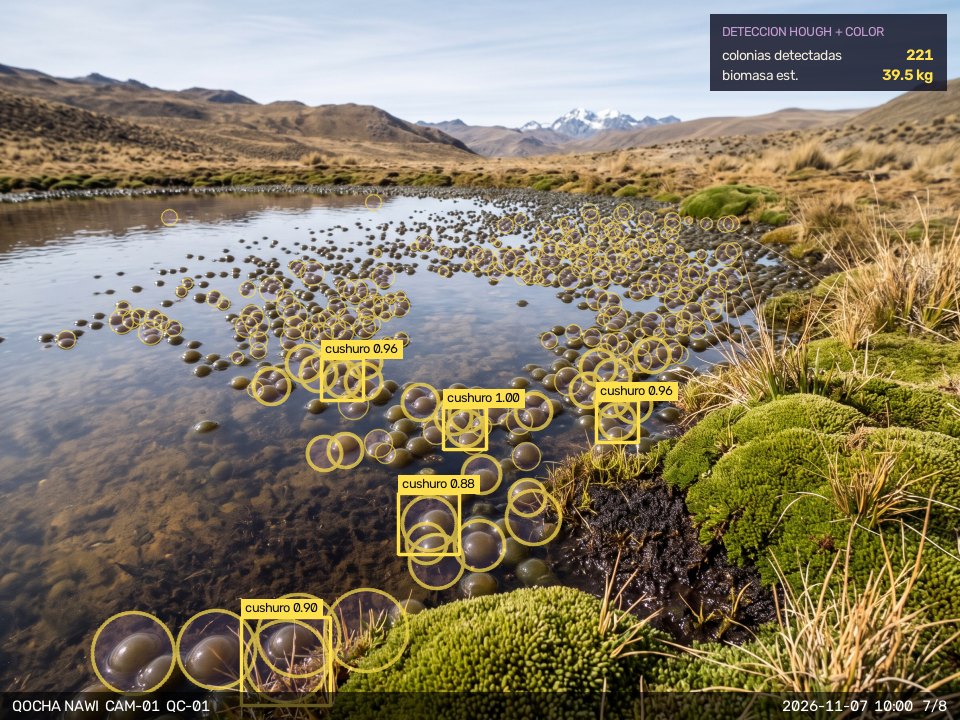 DETECCION HOUGH + COLOR
colonias detectadas 221
biomasa est. 39.5 kg
cushuro 0.96
cushuro 1.00
cushuro 0.96
cushuro 0.88
cushuro 0.90
QOCHA NAWI CAM-01 QC-01
2026-11-07 10:00 7/8